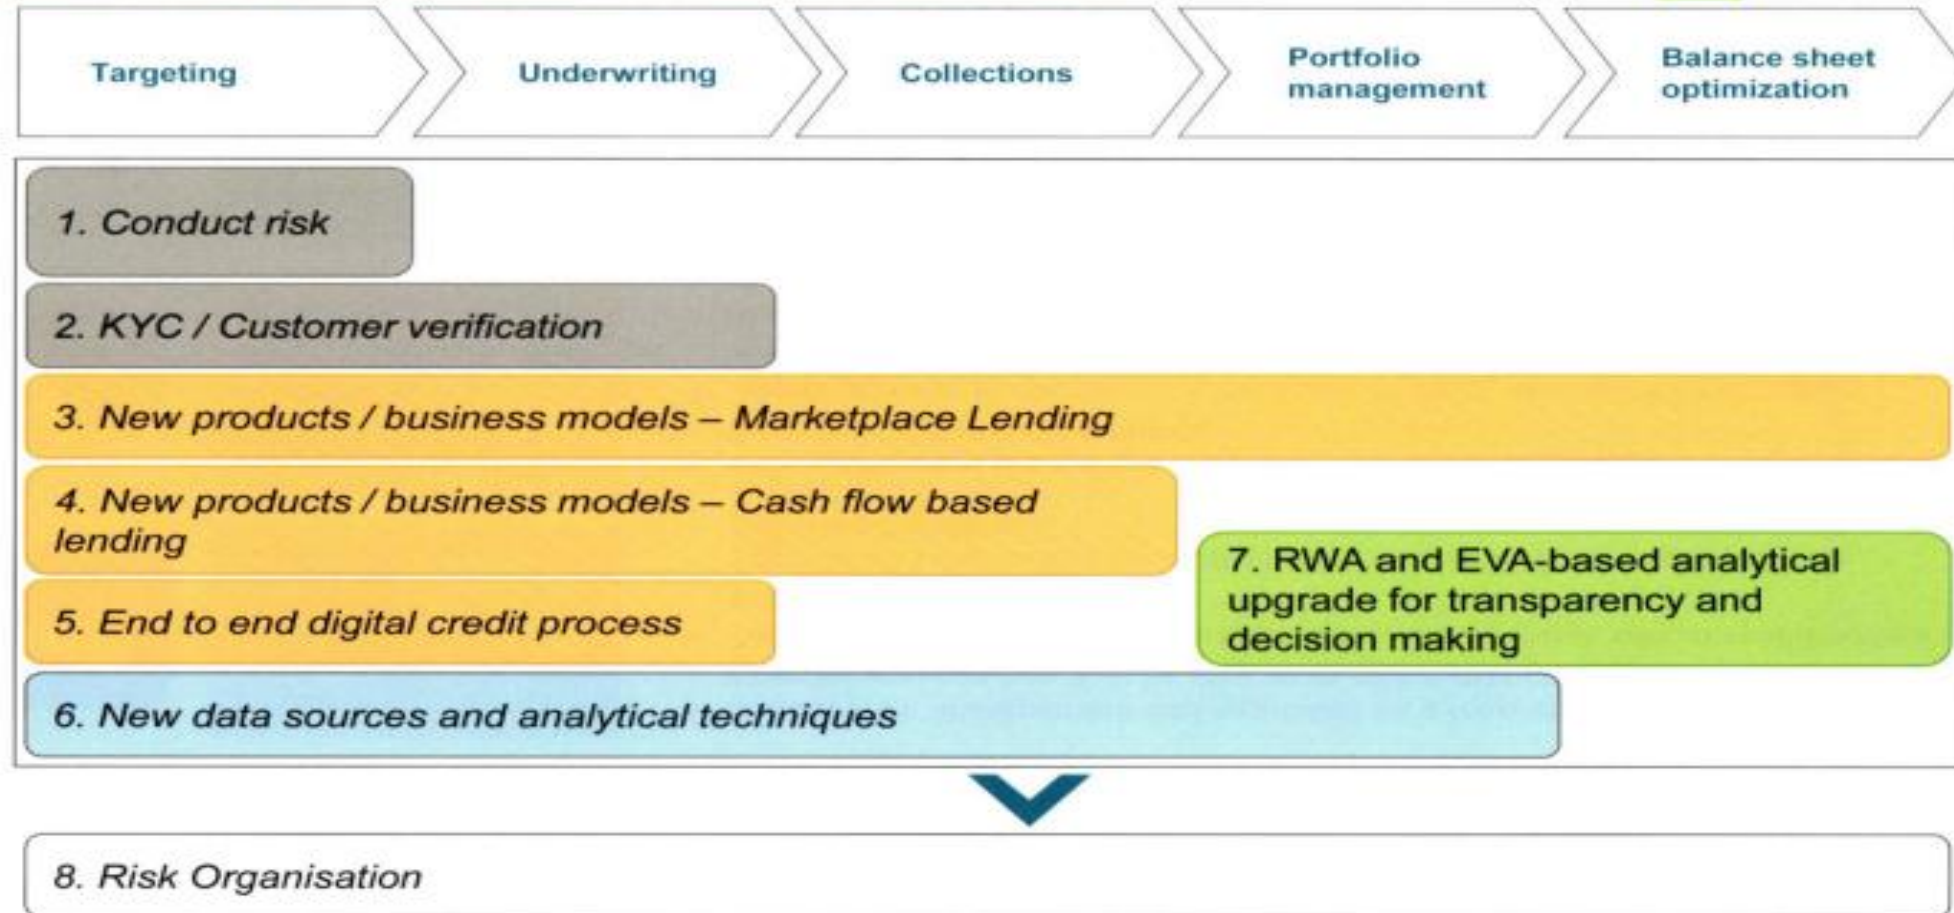 Targeting
Underwriting
Collections
Portfolio
management
Balance sheet
optimization
1. Conduct risk
2. KYC / Customer verification
3. New products / business models – Marketplace Lending
4. New products / business models – Cash flow based
lending
5. End to end digital credit process
7. RWA and EVA-based analytical
upgrade for transparency and
decision making
6. New data sources and analytical techniques
8. Risk Organisation